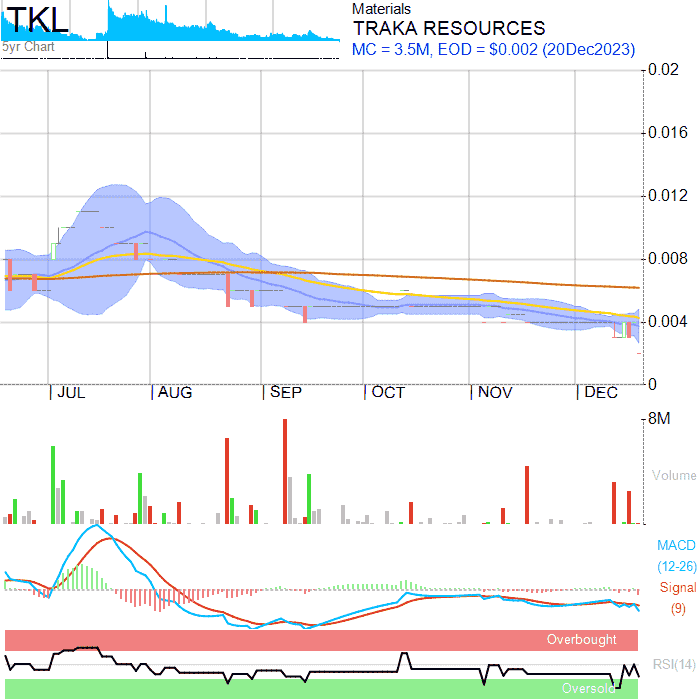 TKL
5yr Chart
Materials
TRAKA RESOURCES
MC = 3.5M, EOD = $0.002 (20Dec2023)
0.02
0.016
0.012
0.008
0.004
0
JUL AUG SEP OCT NOV DEC
8M
Volume
MACD
(12-26)
Signal
(9)
Overbought
RSI(14)
Oversold